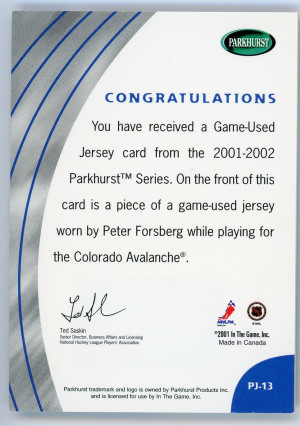 PARKHURST
CONGRATULATIONS
You have received a Game-Used
Jersey card from the 2001-2002
Parkhurst™ Series. On the front of this
card is a piece of a game-used jersey
worn by Peter Forsberg while playing for
the Colorado Avalanche®.
Ted Saskin
Senior Director, Business Affairs and Licensing
National Hockey League Players' Association
NHLPA
©2001 In The Game, Inc.
Made in Canada
Parkhurst trademark and logo is owned by Parkhurst Products Inc.
and is licensed for use by In The Game, Inc.
PJ-13